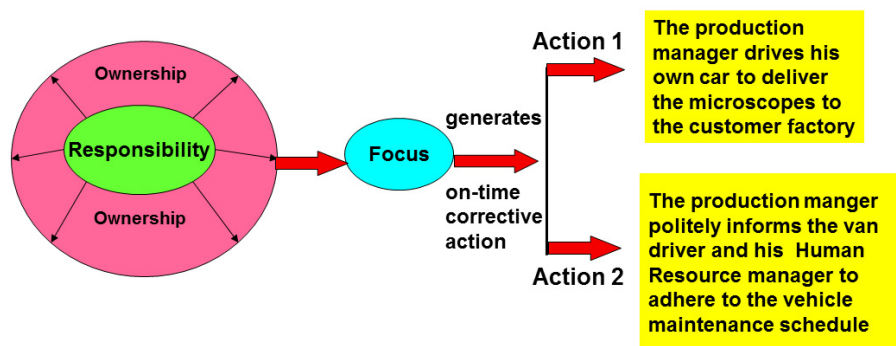 Ownership
Responsibility
Ownership
Focus
generates
on-time
corrective
action
Action 1
The production
manager drives his
own car to deliver
the microscopes to
the customer factory
Action 2
The production manger
politely informs the van
driver and his Human
Resource manager to
adhere to the vehicle
maintenance schedule